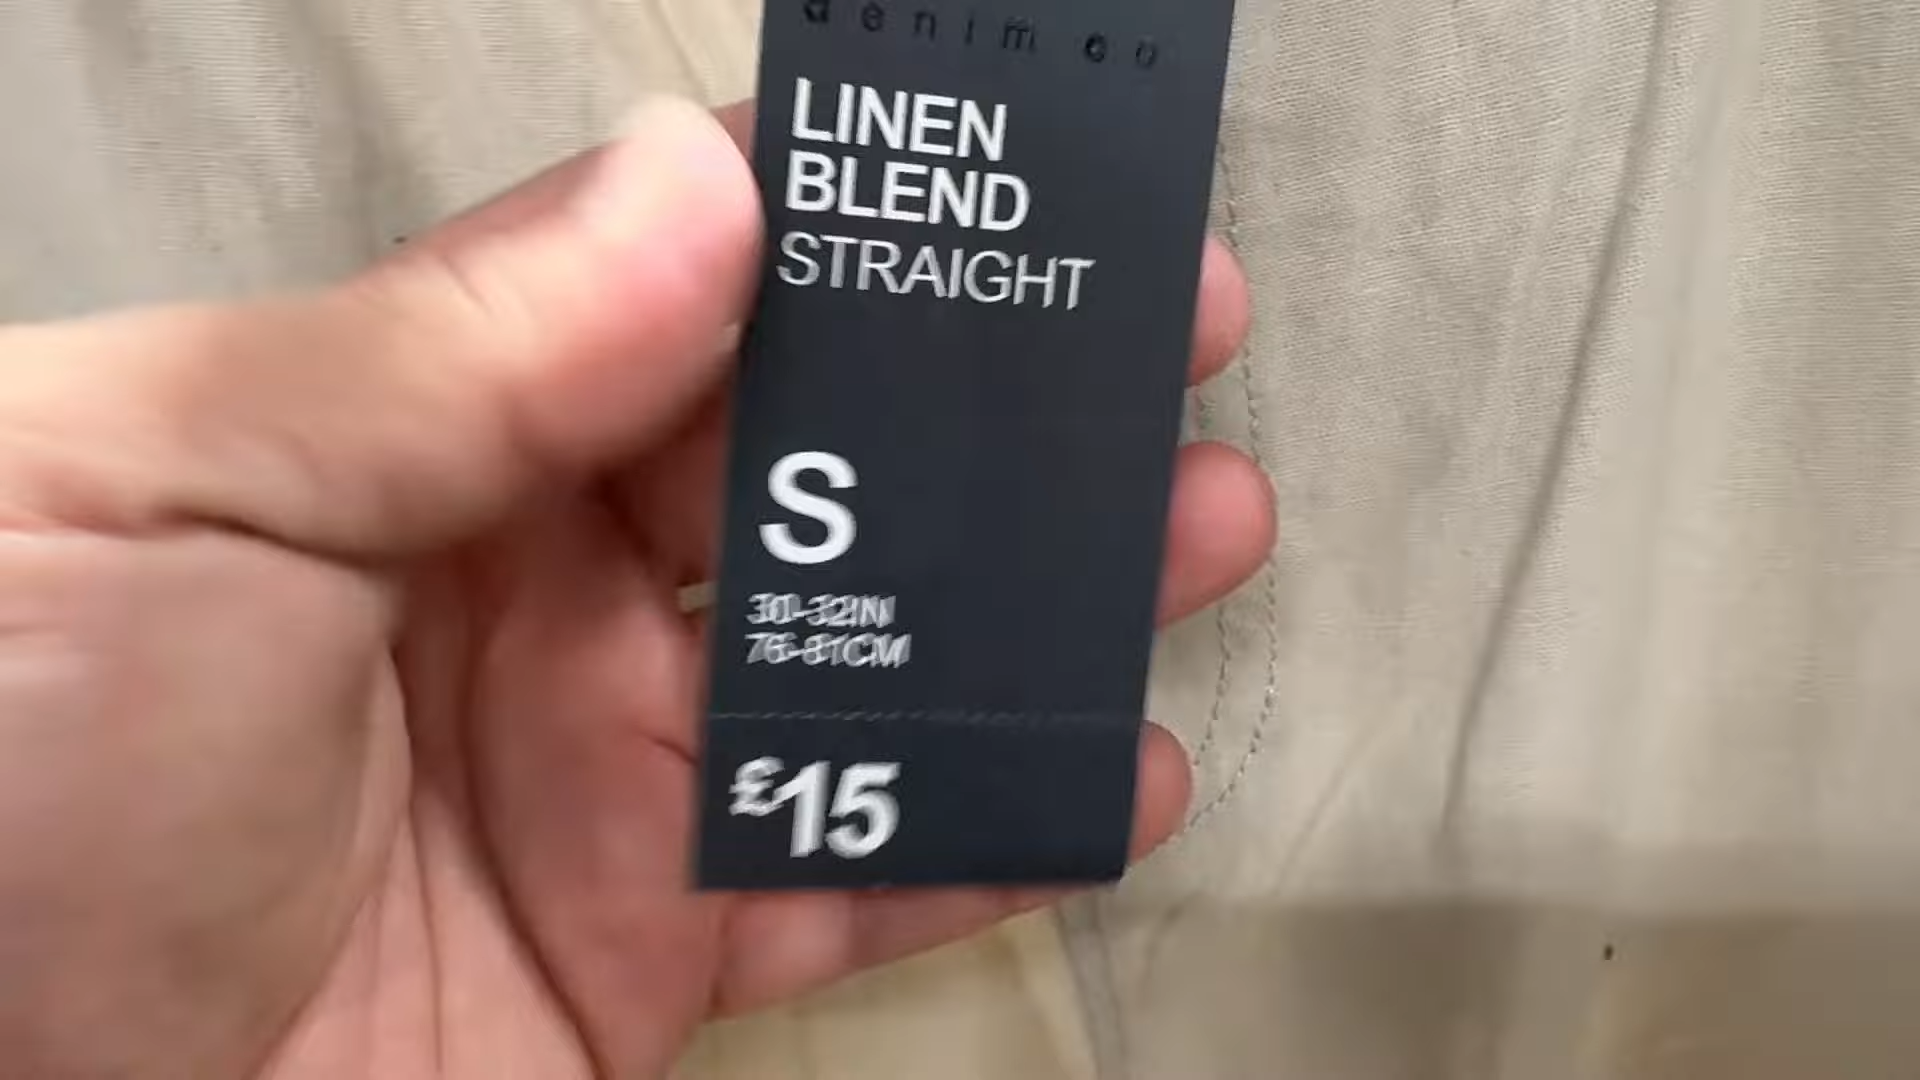 denim co
LINEN
BLEND
STRAIGHT
S
30-32IN
76-81CM
£15